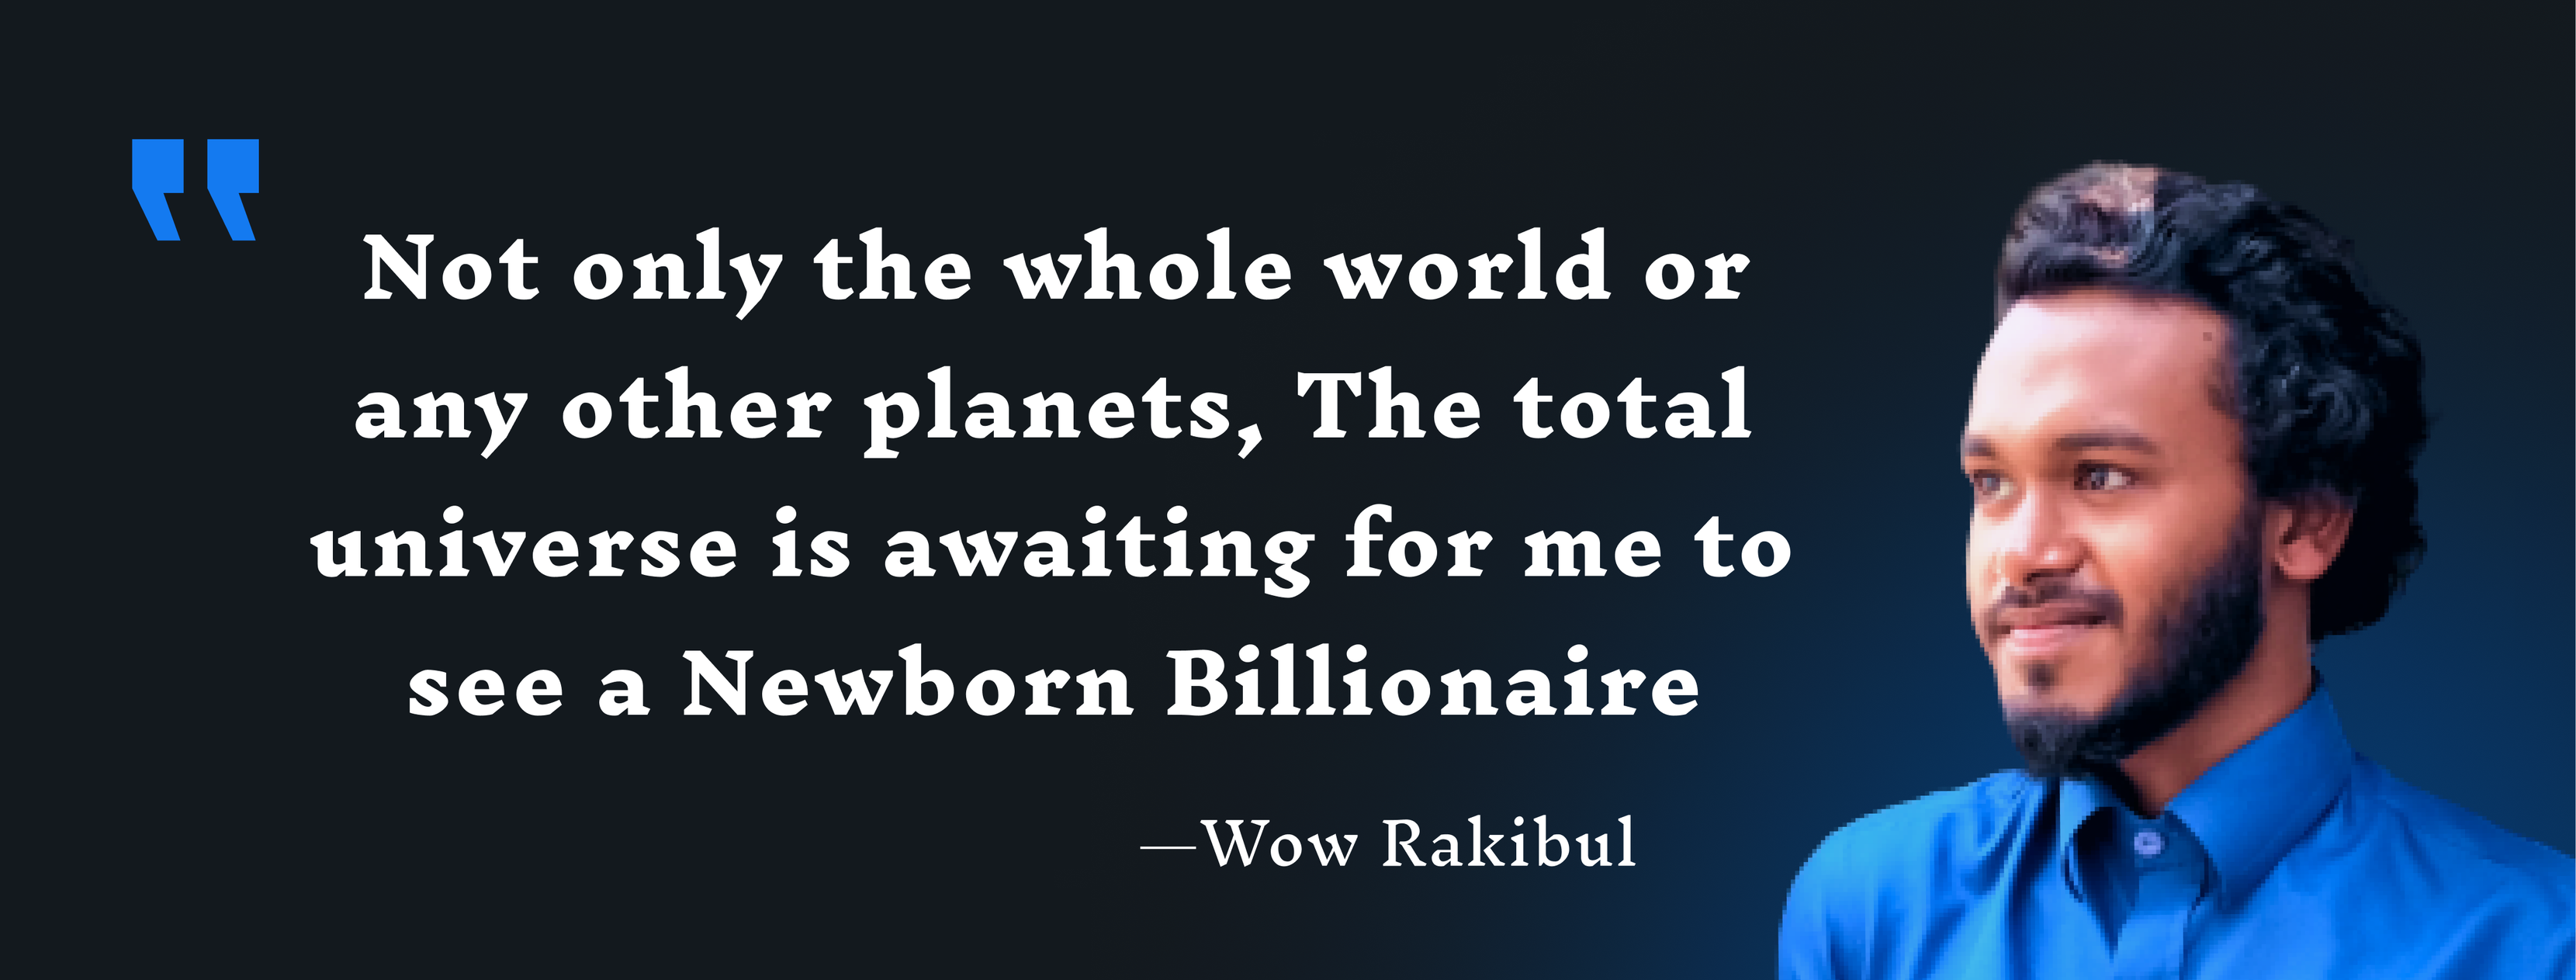 "
Not only the whole world or
any other planets, The total
universe is awaiting for me to
see a Newborn Billionaire
—Wow Rakibul